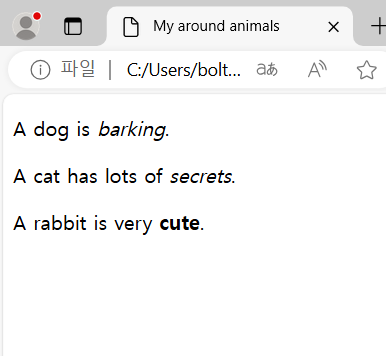 My around animals
파일 | C:/Users/bolt... aあ A
A dog is barking.
A cat has lots of secrets.
A rabbit is very cute.